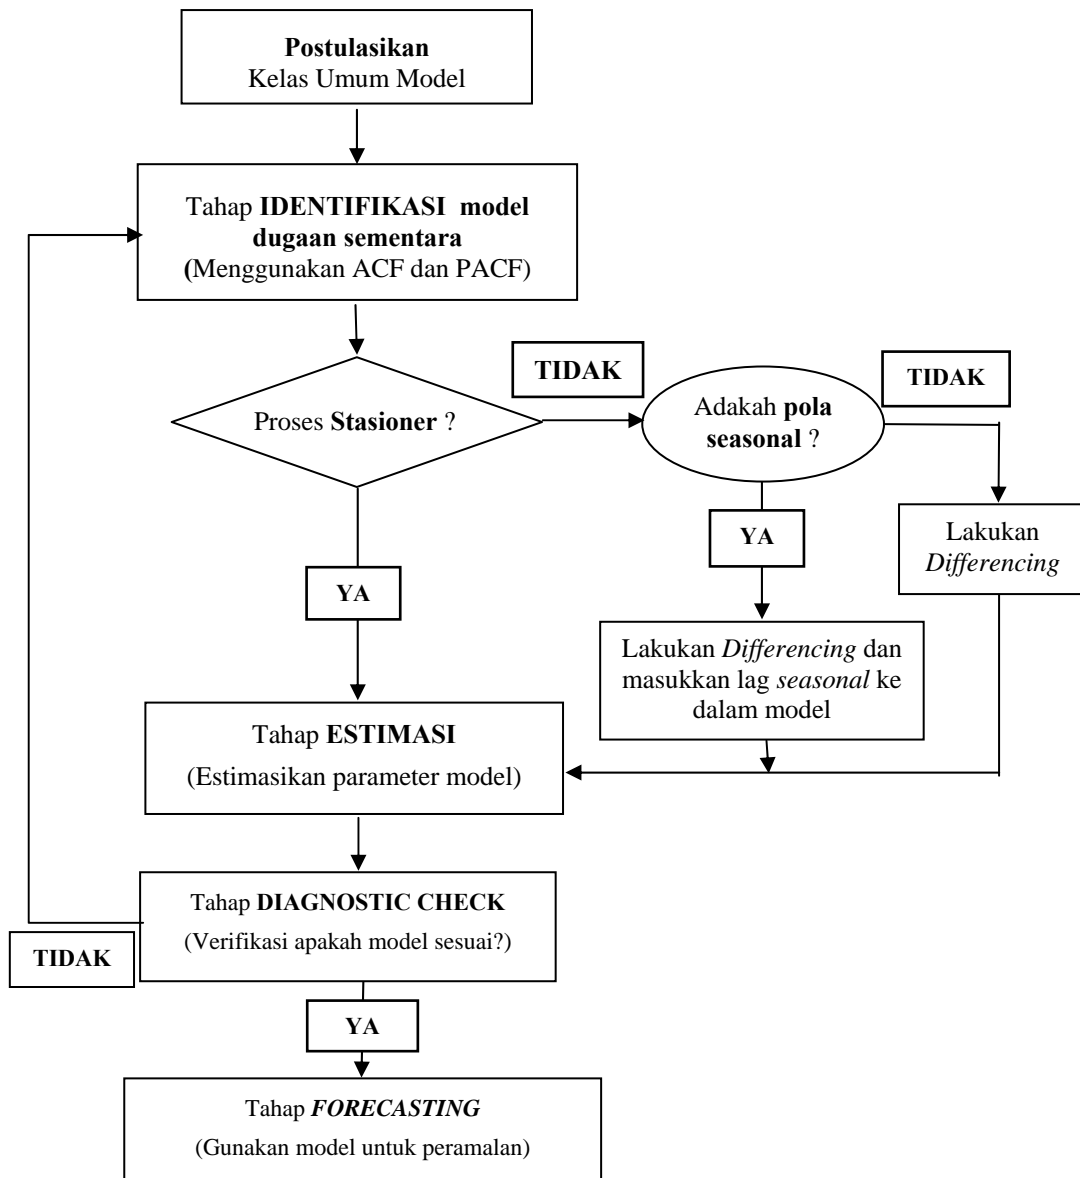 Postulasikan
Kelas Umum Model
Tahap IDENTIFIKASI model
dugaan sementara
(Menggunakan ACF dan PACF)
Proses Stasioner ?
TIDAK
Adakah pola
seasonal ?
TIDAK
YA
Lakukan
Differencing
YA
Lakukan Differencing dan
masukkan lag seasonal ke
dalam model
Tahap ESTIMASI
(Estimasikan parameter model)
Tahap DIAGNOSTIC CHECK
(Verifikasi apakah model sesuai?)
TIDAK
YA
Tahap FORECASTING
(Gunakan model untuk peramalan)